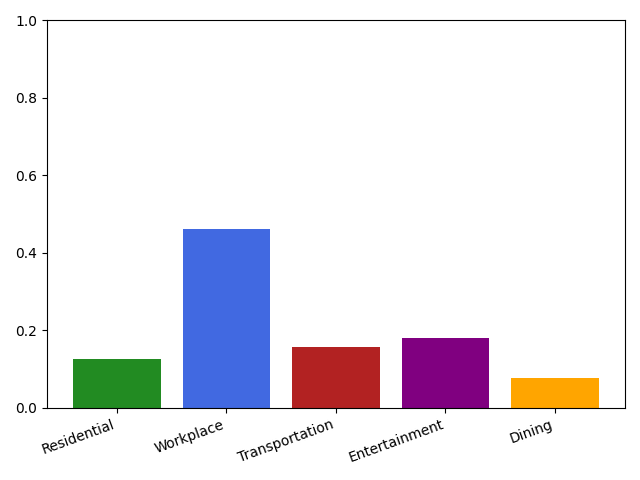 1.0
0.8
0.6
0.4
0.2
0.0
Residential
Workplace
Transportation
Entertainment
Dining